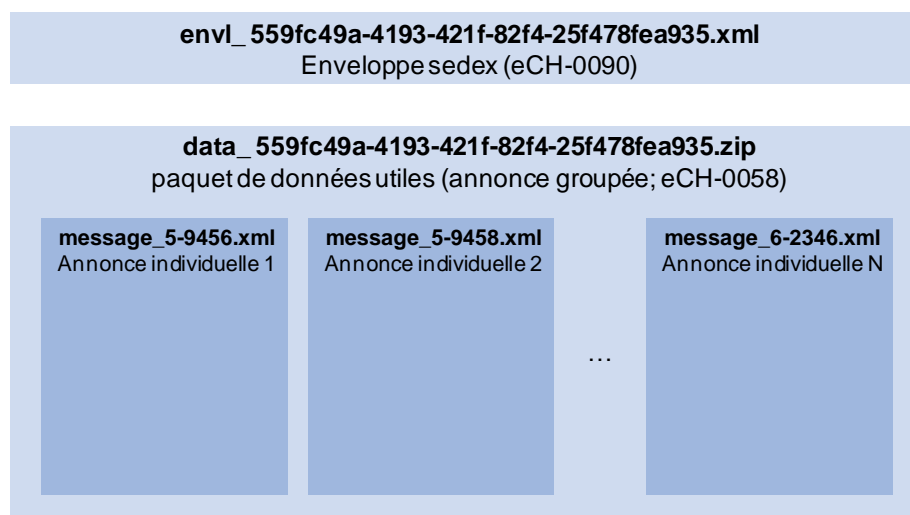 envl_ 559fc49a-4193-421f-82f4-25f478fea935.xml
Enveloppe sedex (eCH-0090)
data_ 559fc49a-4193-421f-82f4-25f478fea935.zip
paquet de données utiles (annonce groupée; eCH-0058)
message_5-9456.xml
Annonce individuelle 1
message_5-9458.xml
Annonce individuelle 2
…
message_6-2346.xml
Annonce individuelle N